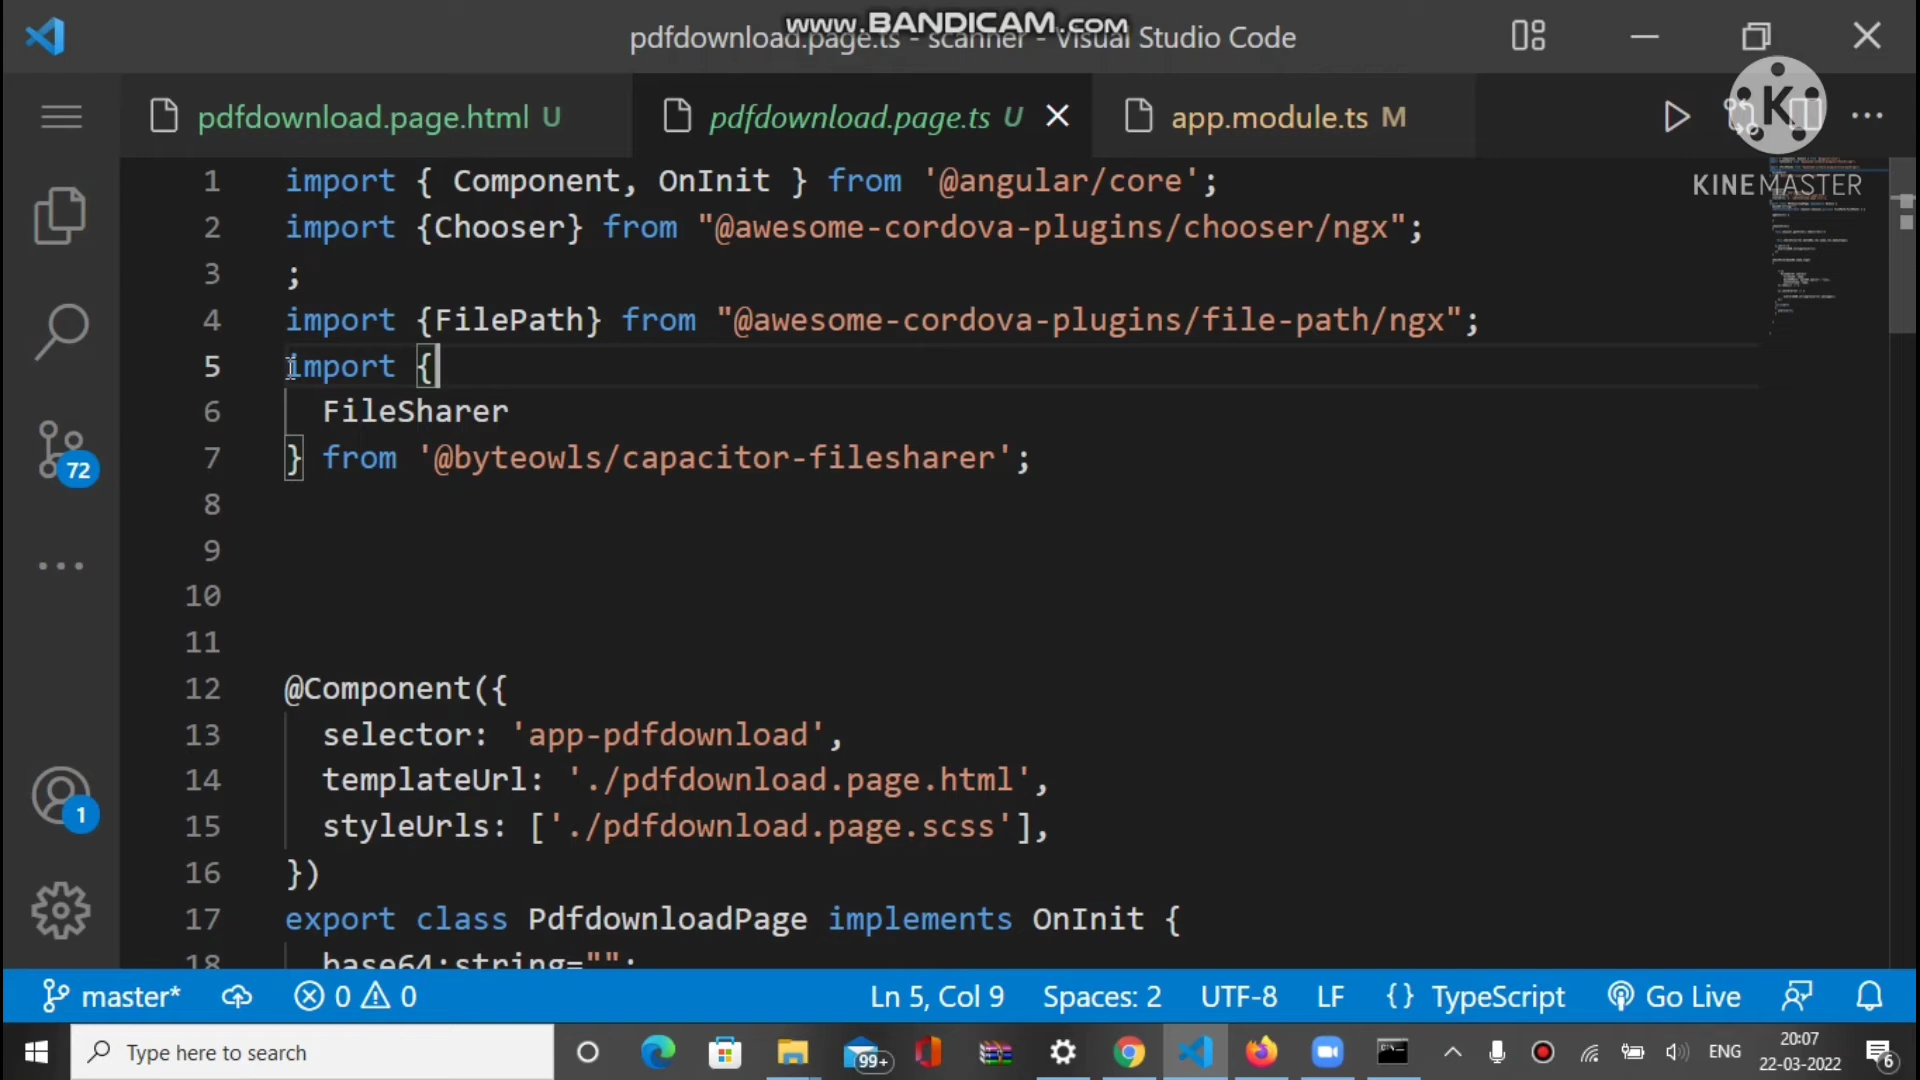 www.BANDICAM.com
pdfdownload.page.ts - scanner - Visual Studio Code
pdfdownload.page.html U
pdfdownload.page.ts U
app.module.ts M
K
KINEMASTER
1 import { Component, OnInit } from '@angular/core';
2 import {Chooser} from "@awesome-cordova-plugins/chooser/ngx";
3 ;
4 import {FilePath} from "@awesome-cordova-plugins/file-path/ngx";
5 import {
6 FileSharer
7 } from '@byteowls/capacitor-filesharer';
8
9
10
11
12 @Component({
13 selector: 'app-pdfdownload',
14 templateUrl: './pdfdownload.page.html',
15 styleUrls: ['./pdfdownload.page.scss'],
16 })
17 export class PdfdownloadPage implements OnInit {
18 base64:string="";
72
1
master* 0 0 Ln 5, Col 9 Spaces: 2 UTF-8 LF {} TypeScript Go Live
Type here to search
99+
ENG
20:07
22-03-2022
6